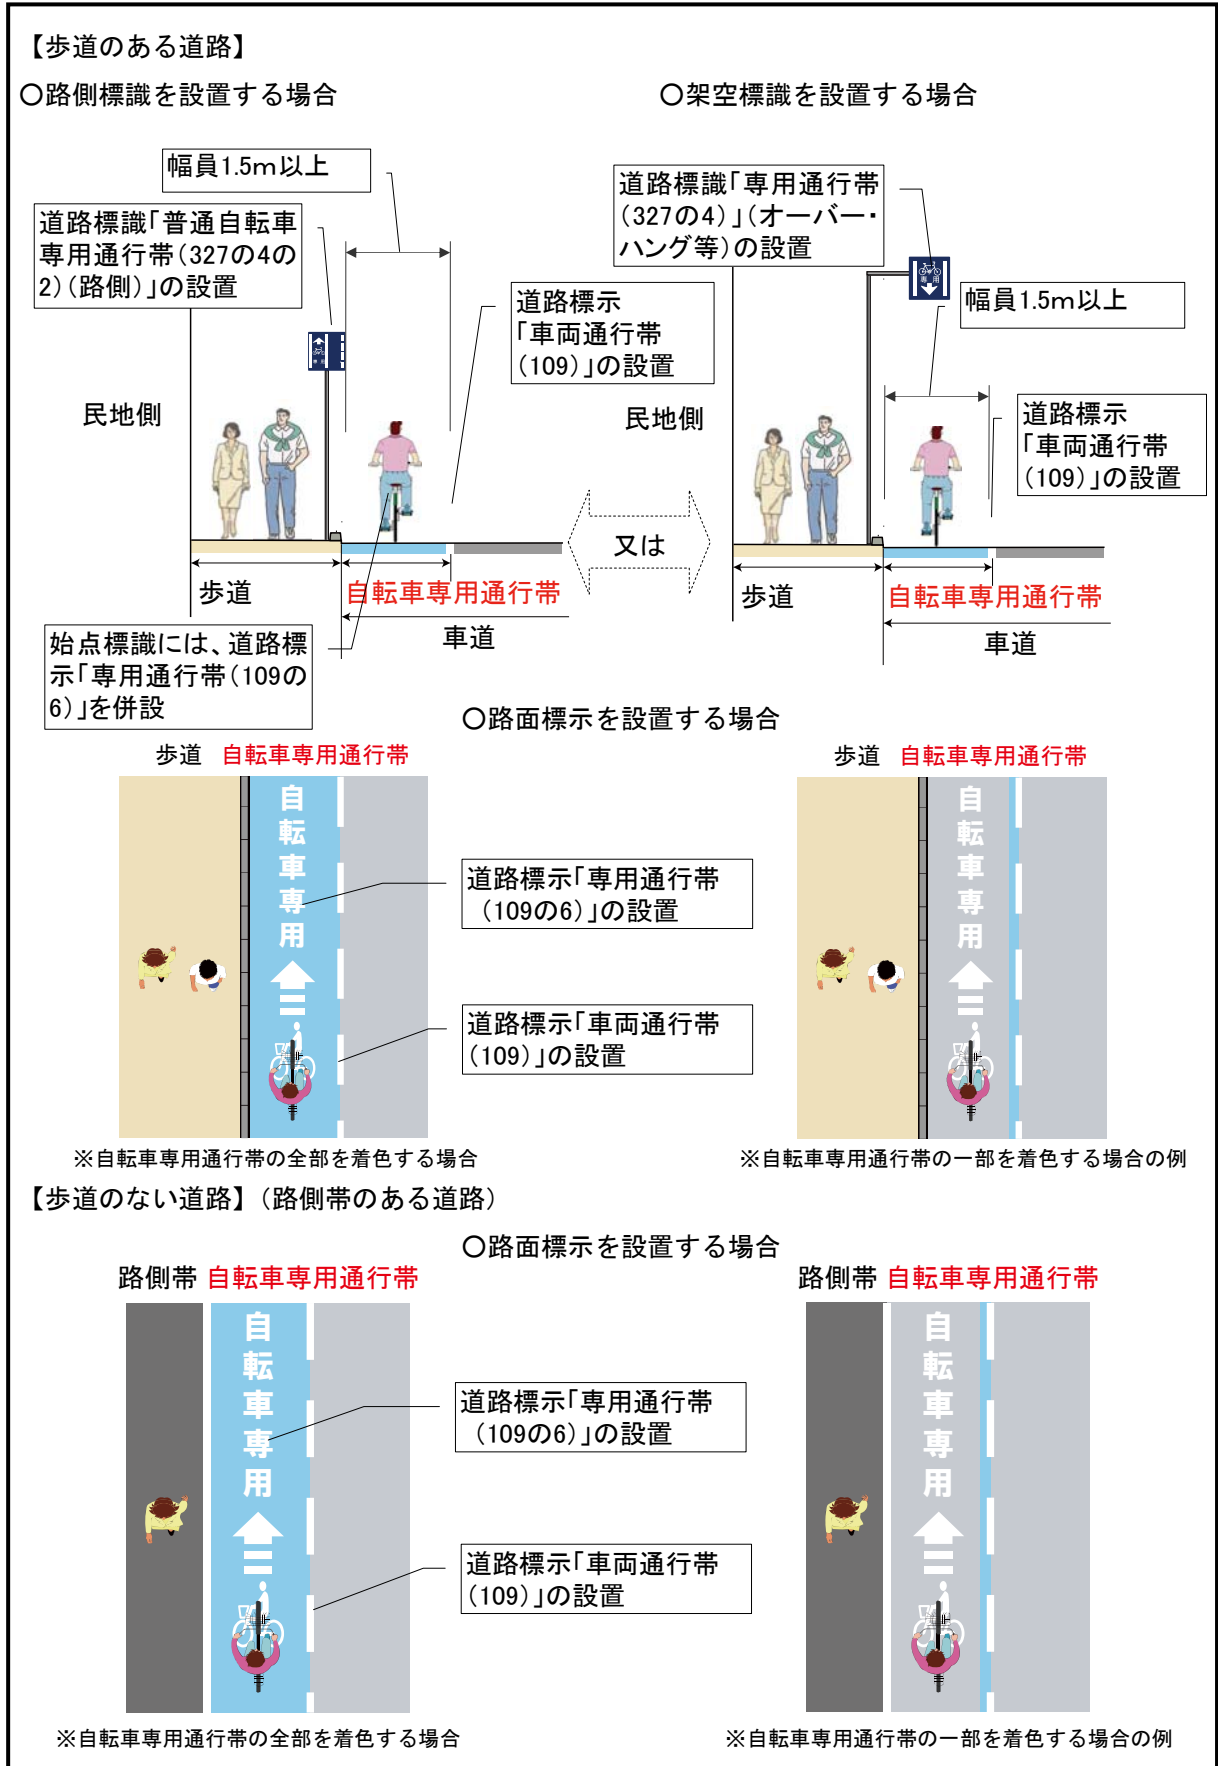 【歩道のある道路】
○路側標識を設置する場合
○架空標識を設置する場合
幅員1.5m以上
道路標識「普通自転車
専用通行帯(327の4の
2)(路側)」の設置
道路標示
「車両通行帯
(109)」の設置
民地側
歩道
自転車専用通行帯
車道
始点標識には、道路標
示「専用通行帯(109の
6)」を併設
又は
道路標識「専用通行帯
(327の4)」(オーバー・
ハング等)の設置
専用
幅員1.5m以上
道路標示
「車両通行帯
(109)」の設置
民地側
歩道
自転車専用通行帯
車道
○路面標示を設置する場合
歩道 自転車専用通行帯
自転車専用
道路標示「専用通行帯
(109の6)」の設置
道路標示「車両通行帯
(109)」の設置
※自転車専用通行帯の全部を着色する場合
歩道 自転車専用通行帯
自転車専用
※自転車専用通行帯の一部を着色する場合の例
【歩道のない道路】(路側帯のある道路)
○路面標示を設置する場合
路側帯 自転車専用通行帯
自転車専用
道路標示「専用通行帯
(109の6)」の設置
道路標示「車両通行帯
(109)」の設置
※自転車専用通行帯の全部を着色する場合
路側帯 自転車専用通行帯
自転車専用
※自転車専用通行帯の一部を着色する場合の例